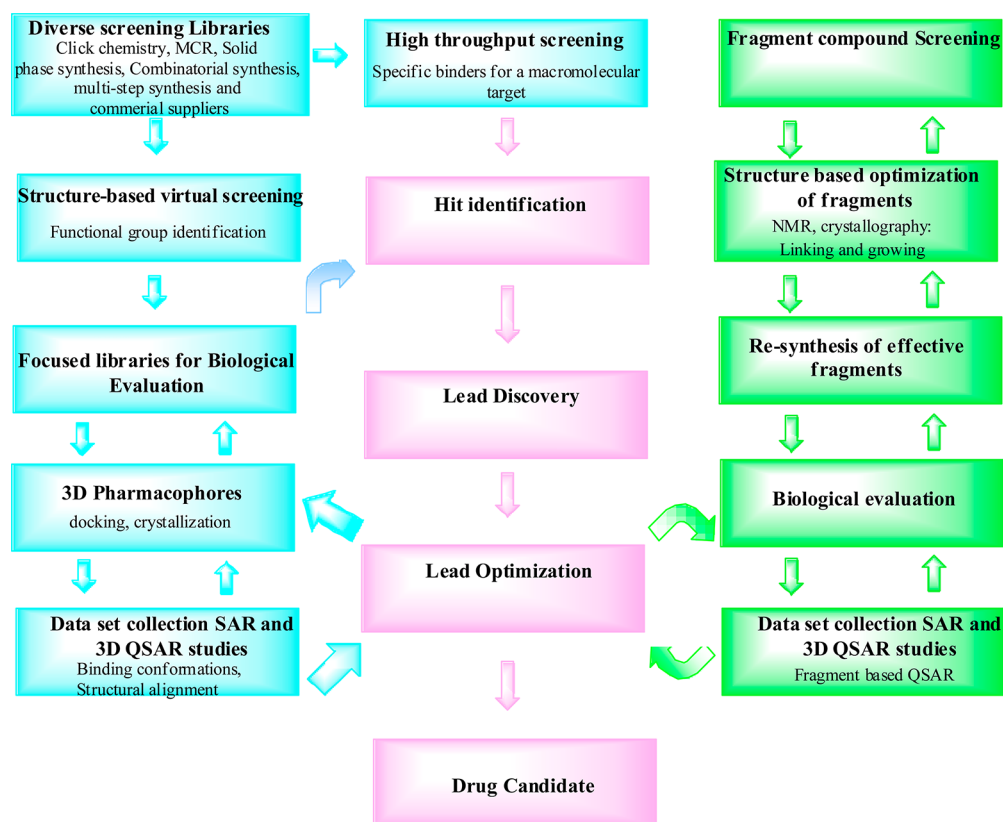 Diverse screening Libraries
Click chemistry, MCR, Solid
phase synthesis, Combinatorial synthesis,
multi-step synthesis and
commerial suppliers
High throughput screening
Specific binders for a macromolecular
target
Fragment compound Screening
Structure-based virtual screening
Functional group identification
Hit identification
Structure based optimization
of fragments
NMR, crystallography:
Linking and growing
Focused libraries for Biological
Evaluation
Lead Discovery
Re-synthesis of effective
fragments
3D Pharmacophores
docking, crystallization
Lead Optimization
Biological evaluation
Data set collection SAR and
3D QSAR studies
Binding conformations,
Structural alignment
Data set collection SAR and
3D QSAR studies
Fragment based QSAR
Drug Candidate